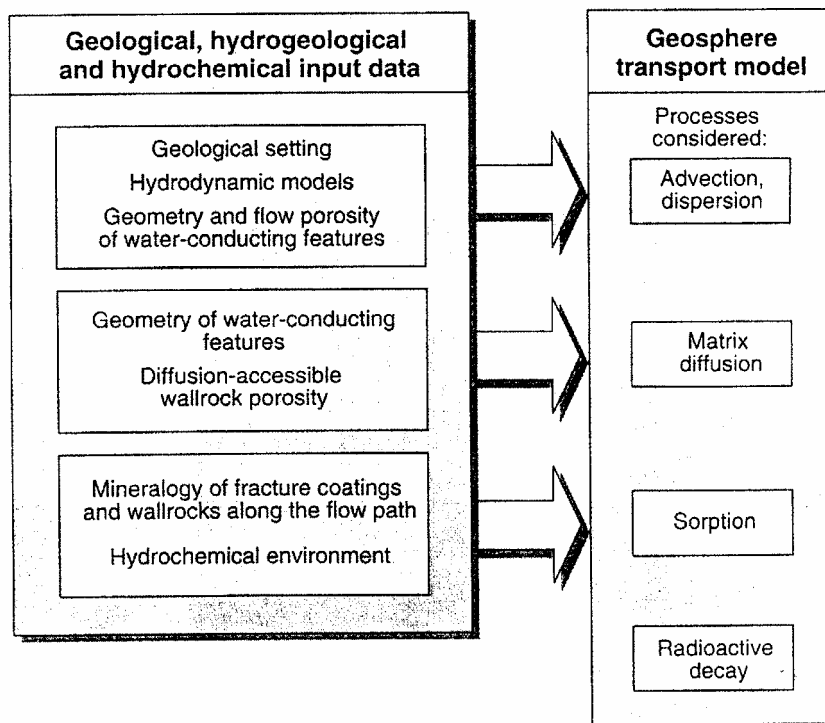 Geological, hydrogeological
and hydrochemical input data
Geological setting
Hydrodynamic models
Geometry and flow porosity
of water-conducting features
Geometry of water-conducting
features
Diffusion-accessible
wallrock porosity
Mineralogy of fracture coatings
and wallrocks along the flow path
Hydrochemical environment
Geosphere
transport model
Processes
considered:
Advection,
dispersion
Matrix
diffusion
Sorption
Radioactive
decay